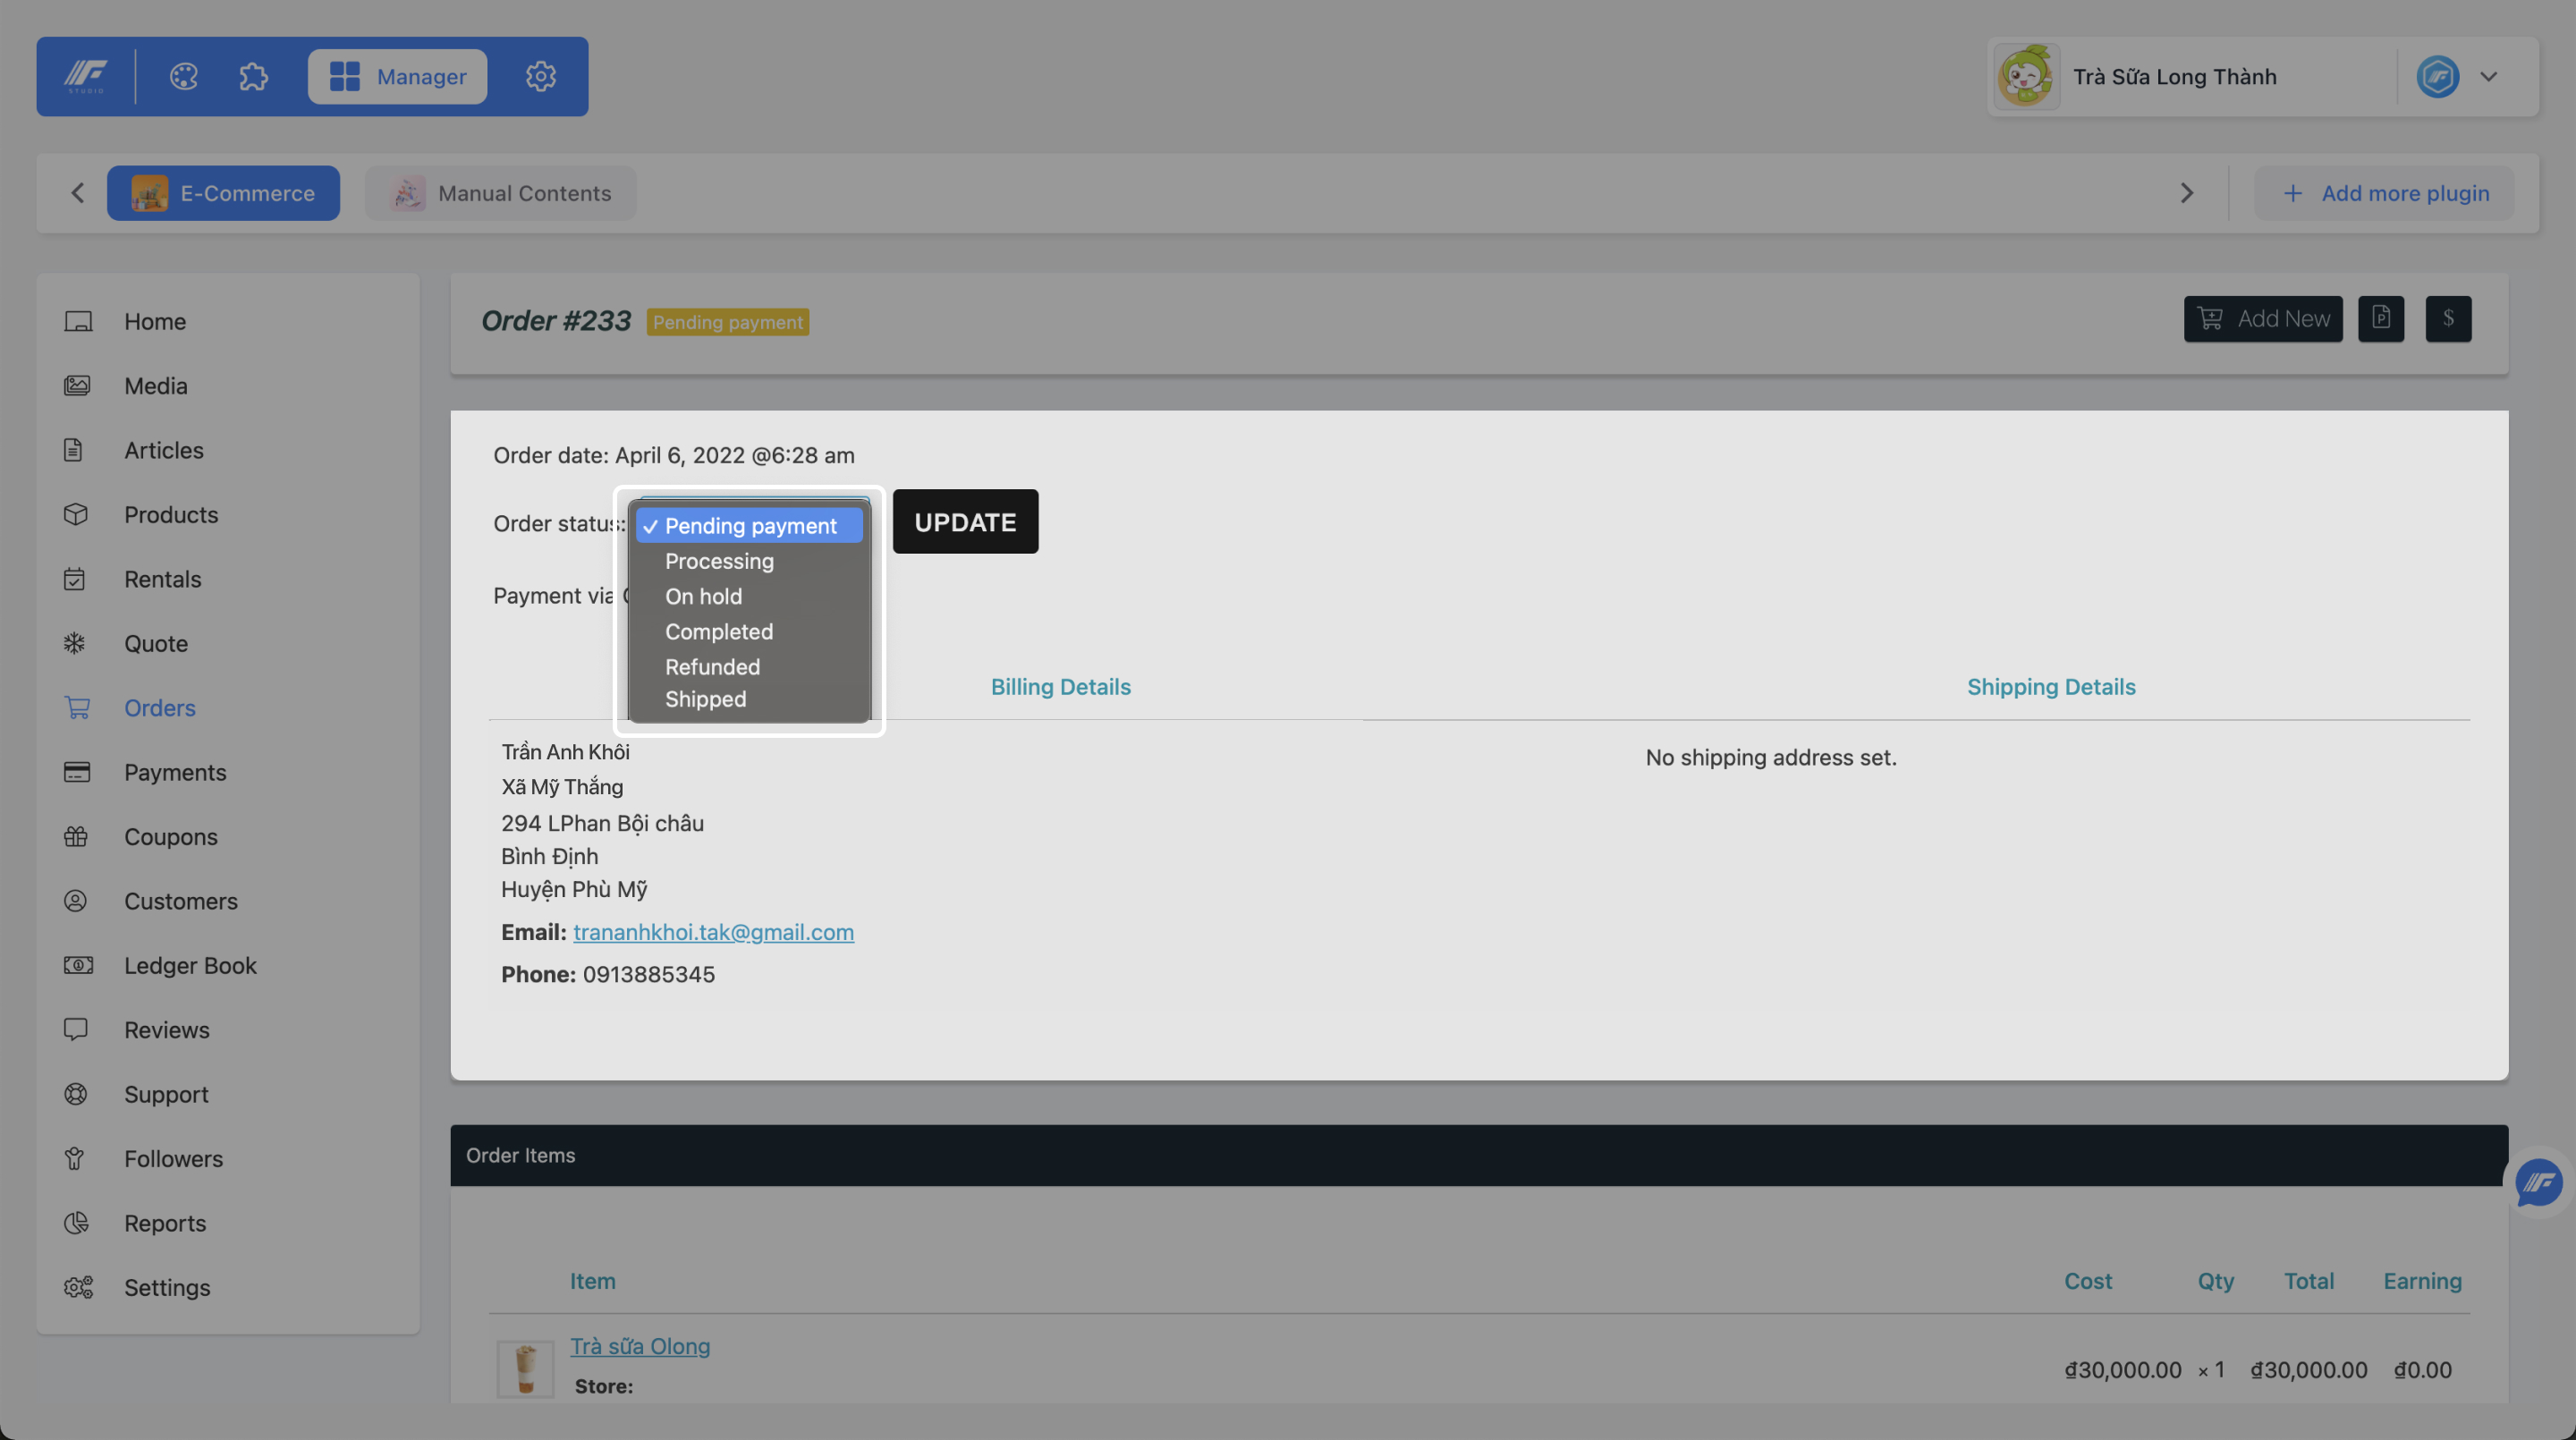 STUDIO
Manager
Trà Sữa Long Thành
E-Commerce
Manual Contents
+ Add more plugin
Home
Media
Articles
Products
Rentals
Quote
Orders
Payments
Coupons
Customers
Ledger Book
Reviews
Support
Followers
Reports
Settings
Order #233 Pending payment
Add New
$
Order date: April 6, 2022 @6:28 am
Order status:
✓ Pending payment
Processing
On hold
Completed
Refunded
Shipped
UPDATE
Payment via
Billing Details
Shipping Details
Trần Anh Khôi
Xã Mỹ Thắng
294 LPhan Bội châu
Bình Định
Huyện Phù Mỹ
Email: trananhkhoi.tak@gmail.com
Phone: 0913885345
No shipping address set.
Order Items
Item Cost Qty Total Earning
Trà sữa Olong
Store:
₫30,000.00 × 1 ₫30,000.00 ₫0.00